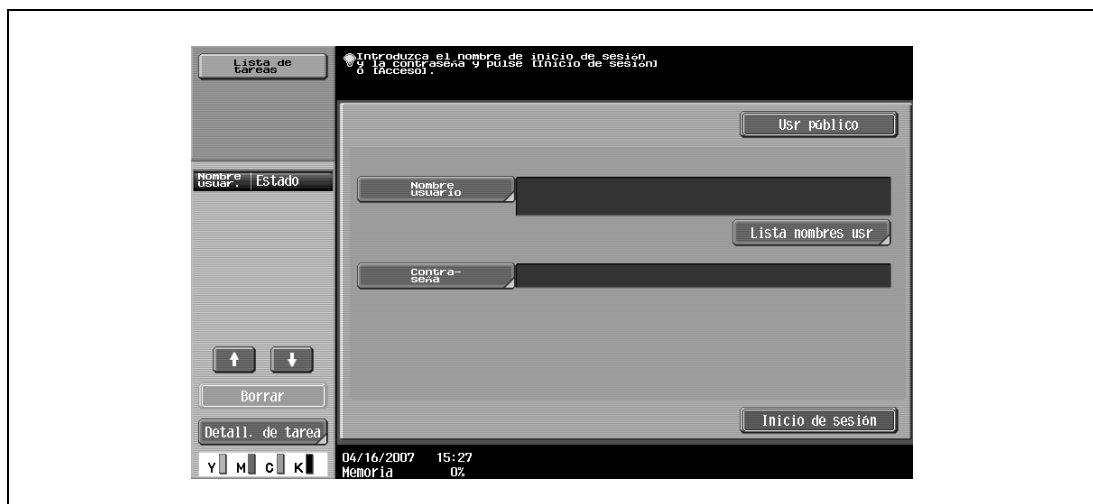 Lista de
tareas
Introduzca el nombre de inicio de sesión
y la contraseña y pulse [Inicio de sesión]
o [Acceso].
Usr público
Nombre
usuar.
Estado
Nombre
usuario
Lista nombres usr
Contra-
seña
Borrar
Detall. de tarea
Inicio de sesión
Y M C K
04/16/2007 15:27
Memoria 0%